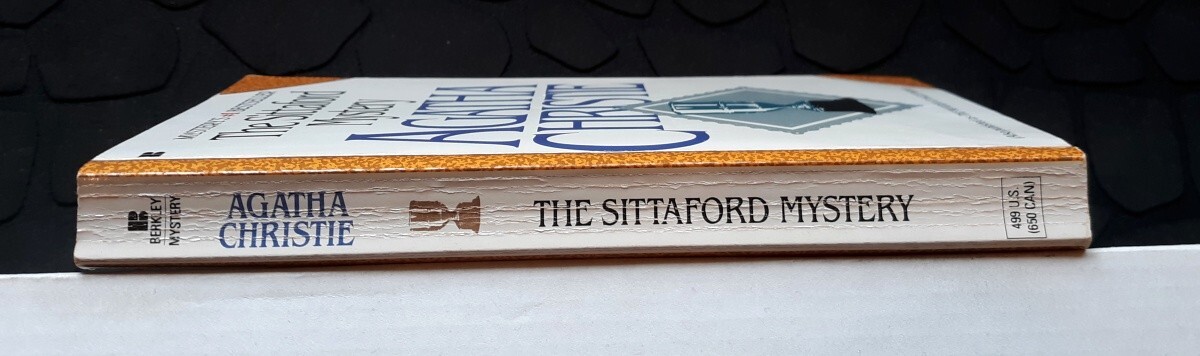 The Sittaford
Mystery
AGATHA
CHRISTIE
BERKLEY
MYSTERY
AGATHA
CHRISTIE
THE SITTAFORD MYSTERY
499 U.S.
(650 CAN)